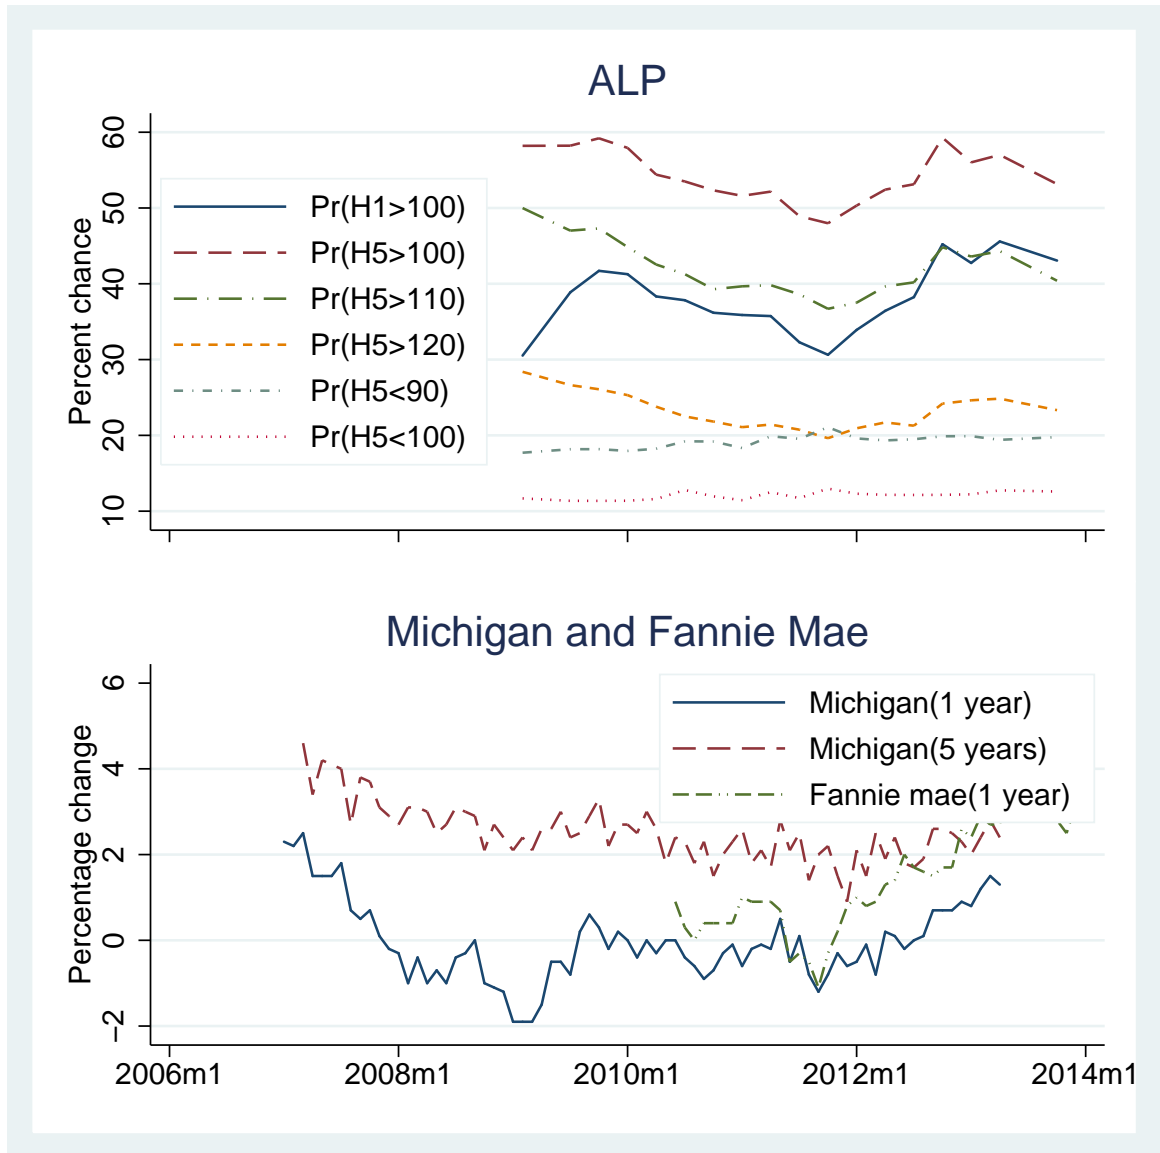 ALP
Percent chance
60
50
40
30
20
10
Pr(H1>100)
Pr(H5>100)
Pr(H5>110)
Pr(H5>120)
Pr(H5<90)
Pr(H5<100)
Michigan and Fannie Mae
Percentage change
6
4
2
0
−2
Michigan(1 year)
Michigan(5 years)
Fannie mae(1 year)
2006m1 2008m1 2010m1 2012m1 2014m1